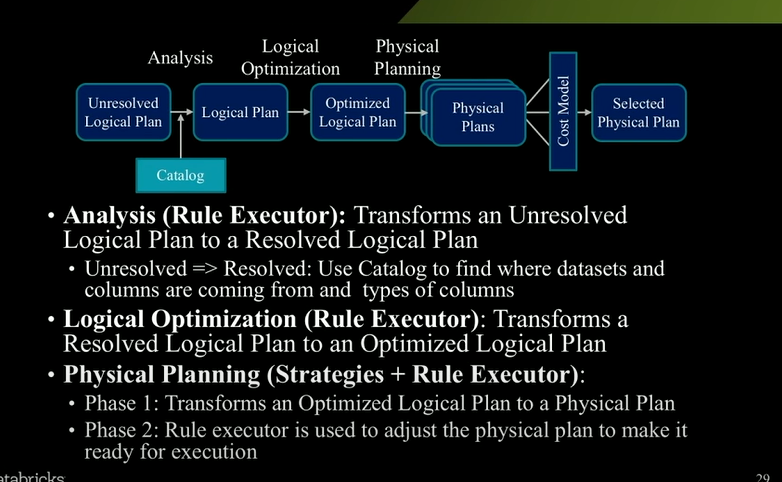 Analysis
Logical
Optimization
Physical
Planning
Unresolved
Logical Plan
Logical Plan
Optimized
Logical Plan
Physical
Plans
Cost Model
Selected
Physical Plan
Catalog
• Analysis (Rule Executor): Transforms an Unresolved
Logical Plan to a Resolved Logical Plan
• Unresolved => Resolved: Use Catalog to find where datasets and
columns are coming from and types of columns
• Logical Optimization (Rule Executor): Transforms a
Resolved Logical Plan to an Optimized Logical Plan
• Physical Planning (Strategies + Rule Executor):
• Phase 1: Transforms an Optimized Logical Plan to a Physical Plan
• Phase 2: Rule executor is used to adjust the physical plan to make it
ready for execution
atabricks
29